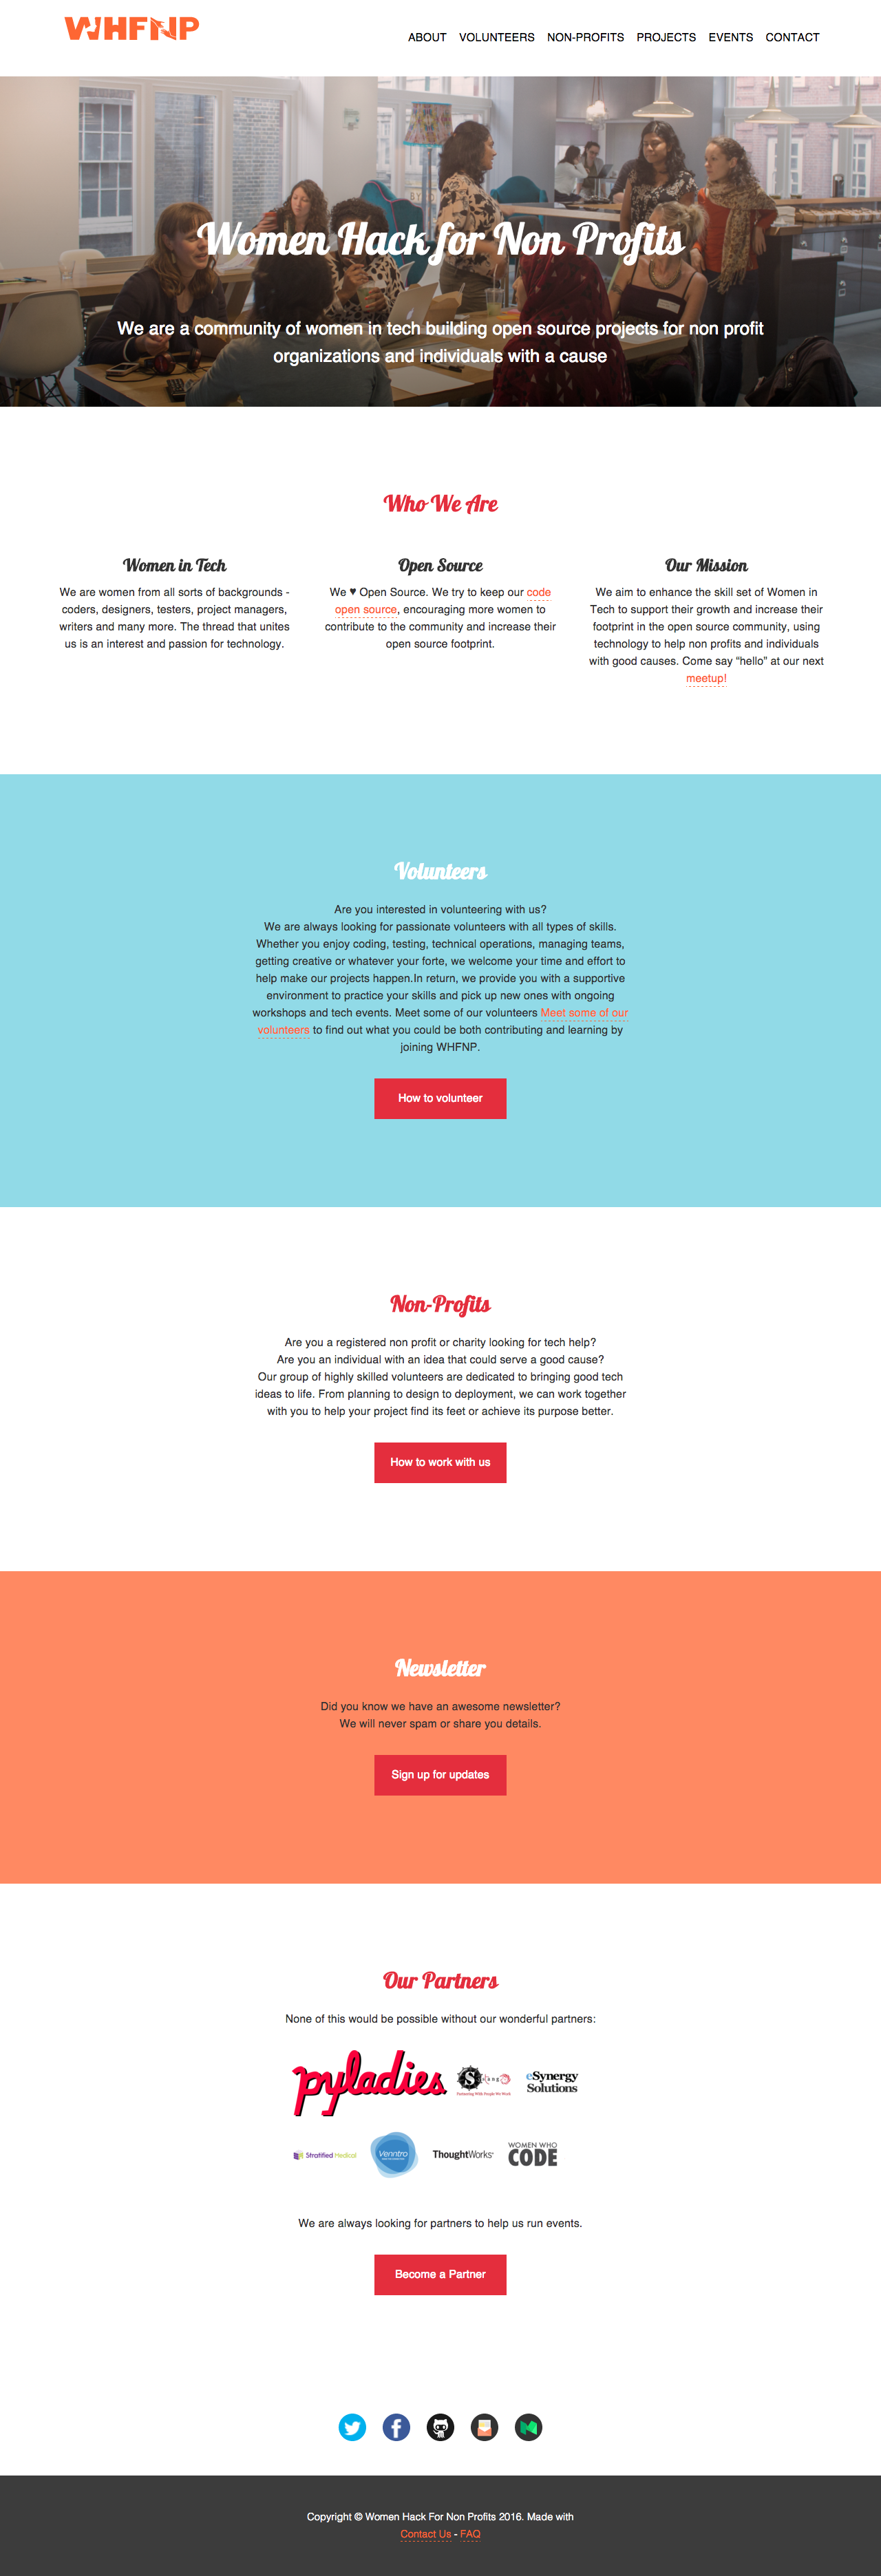 WHFNP
ABOUT VOLUNTEERS NON-PROFITS PROJECTS EVENTS CONTACT
Women Hack for Non Profits
We are a community of women in tech building open source projects for non profit
organizations and individuals with a cause
Who We Are
Women in Tech
We are women from all sorts of backgrounds -
coders, designers, testers, project managers,
writers and many more. The thread that unites
us is an interest and passion for technology.
Open Source
We ♥ Open Source. We try to keep our code
open source, encouraging more women to
contribute to the community and increase their
open source footprint.
Our Mission
We aim to enhance the skill set of Women in
Tech to support their growth and increase their
footprint in the open source community, using
technology to help non profits and individuals
with good causes. Come say “hello” at our next
meetup!
Volunteers
Are you interested in volunteering with us?
We are always looking for passionate volunteers with all types of skills.
Whether you enjoy coding, testing, technical operations, managing teams,
getting creative or whatever your forte, we welcome your time and effort to
help make our projects happen.In return, we provide you with a supportive
environment to practice your skills and pick up new ones with ongoing
workshops and tech events. Meet some of our volunteers Meet some of our
volunteers to find out what you could be both contributing and learning by
joining WHFNP.
How to volunteer
Non-Profits
Are you a registered non profit or charity looking for tech help?
Are you an individual with an idea that could serve a good cause?
Our group of highly skilled volunteers are dedicated to bringing good tech
ideas to life. From planning to design to deployment, we can work together
with you to help your project find its feet or achieve its purpose better.
How to work with us
Newsletter
Did you know we have an awesome newsletter?
We will never spam or share you details.
Sign up for updates
Our Partners
None of this would be possible without our wonderful partners:
pyladies
eSynergy
Solutions
Stratified Medical
Venntro
ThoughtWorks
WOMEN WHO
CODE
We are always looking for partners to help us run events.
Become a Partner
Copyright © Women Hack For Non Profits 2016. Made with
Contact Us - FAQ